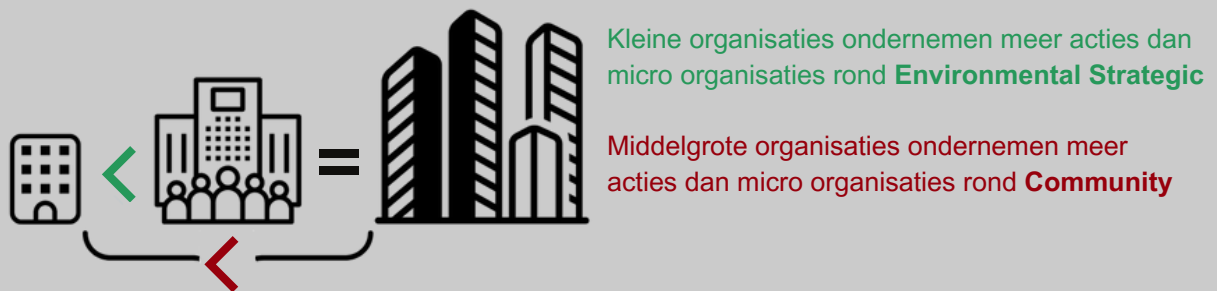 Kleine organisaties ondernemen meer acties dan
micro organisaties rond Environmental Strategic
Middelgrote organisaties ondernemen meer
acties dan micro organisaties rond Community
< =
<